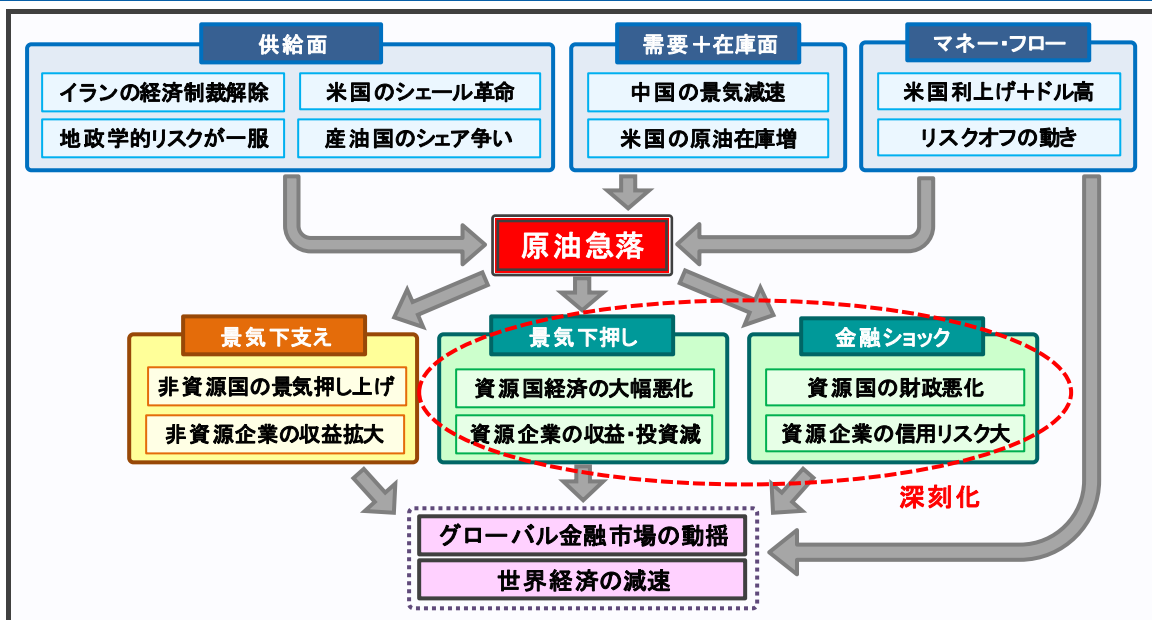 供給面
イランの経済制裁解除
米国のシェール革命
地政学的リスクが一服
産油国のシェア争い
需要＋在庫面
中国の景気減速
米国の原油在庫増
マネー・フロー
米国利上げ＋ドル高
リスクオフの動き
原油急落
景気下支え
非資源国の景気押し上げ
非資源企業の収益拡大
景気下押し
資源国経済の大幅悪化
資源企業の収益・投資減
金融ショック
資源国の財政悪化
資源企業の信用リスク大
深刻化
グローバル金融市場の動揺
世界経済の減速